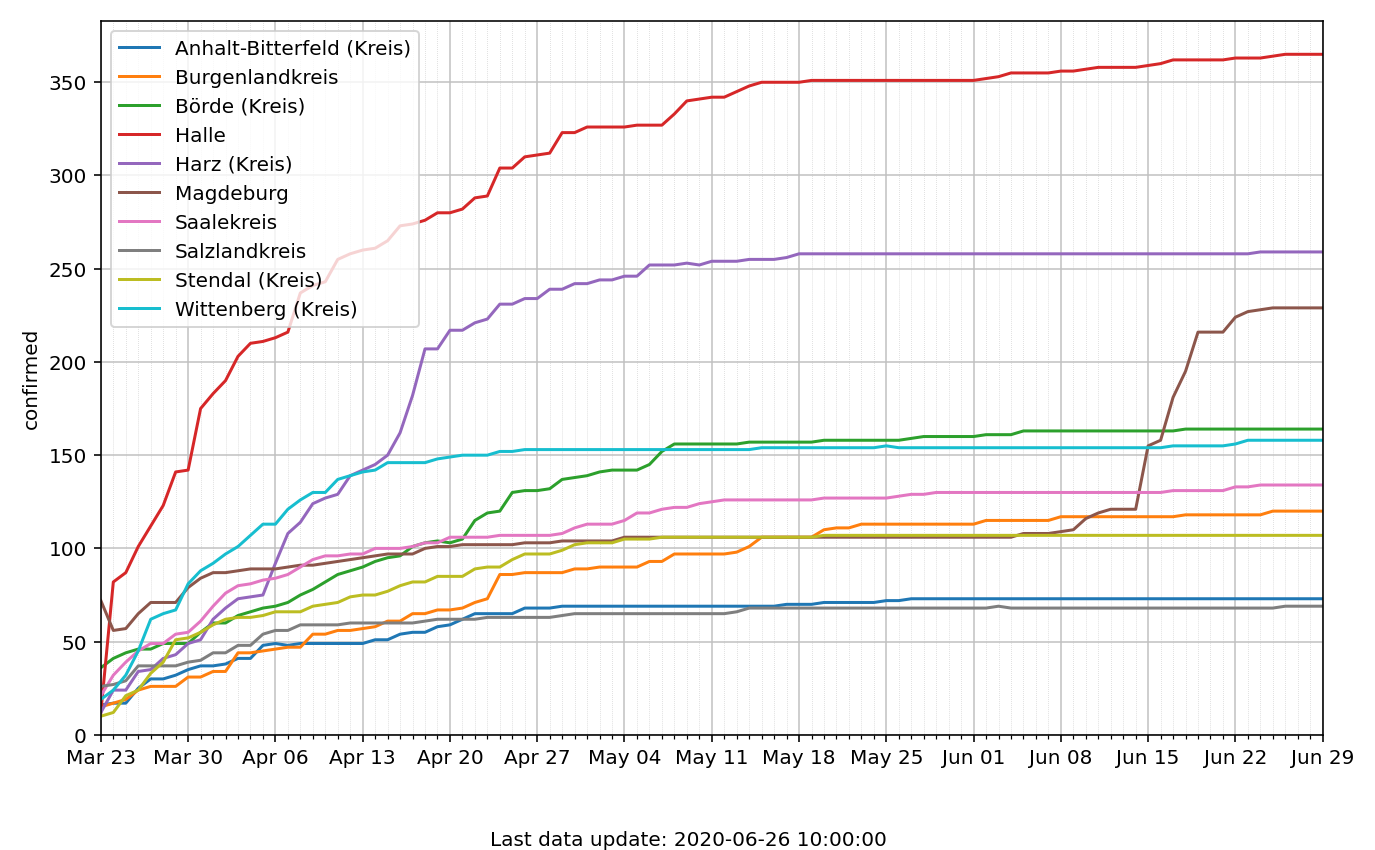 Anhalt-Bitterfeld (Kreis)
Burgenlandkreis
Börde (Kreis)
Halle
Harz (Kreis)
Magdeburg
Saalekreis
Salzlandkreis
Stendal (Kreis)
Wittenberg (Kreis)
confirmed
350
300
250
200
150
100
50
0
Mar 23 Mar 30 Apr 06 Apr 13 Apr 20 Apr 27 May 04 May 11 May 18 May 25 Jun 01 Jun 08 Jun 15 Jun 22 Jun 29
Last data update: 2020-06-26 10:00:00